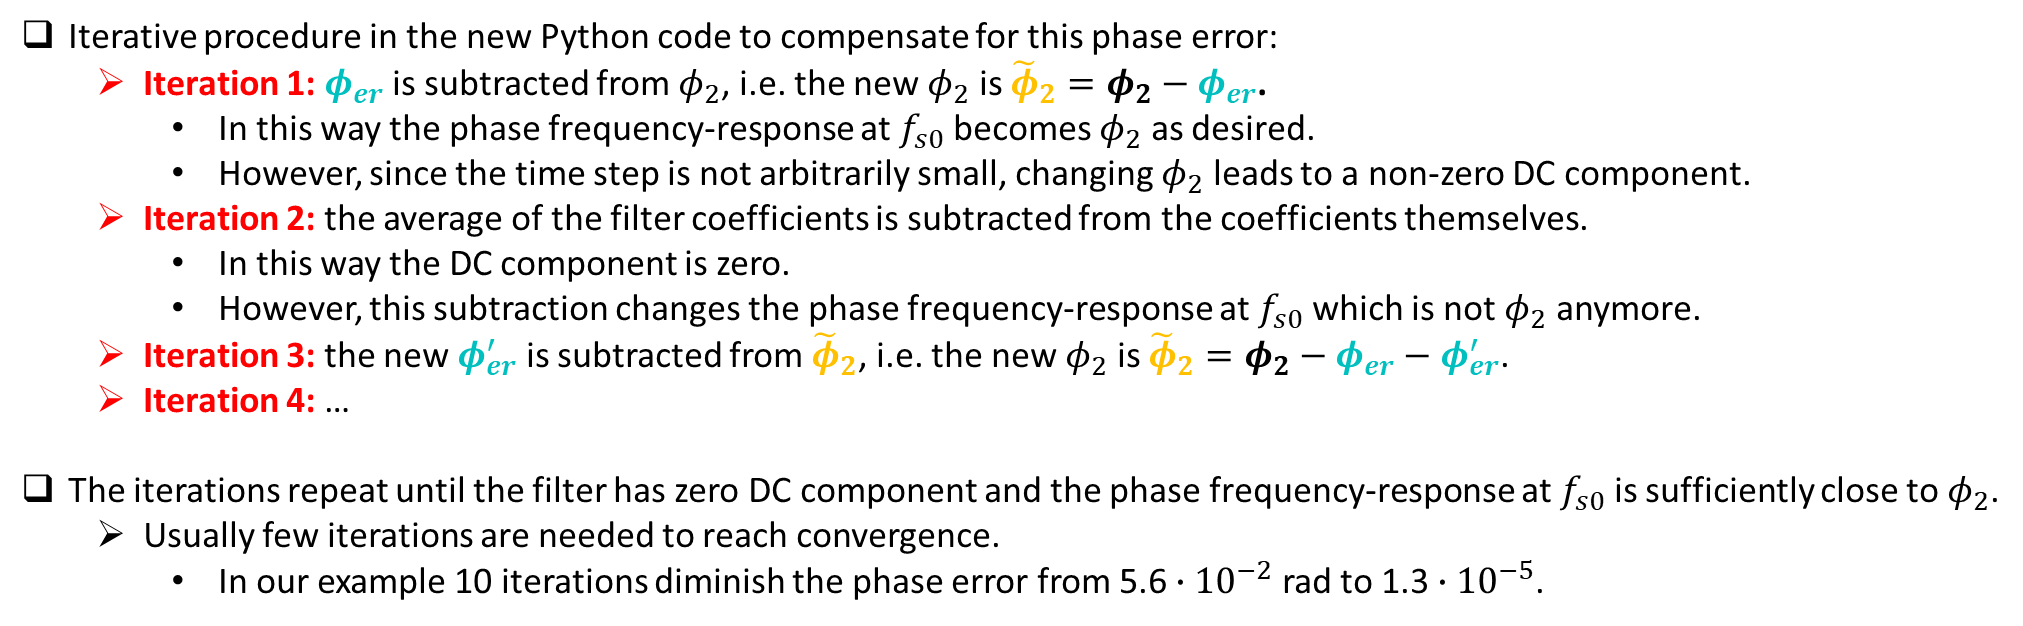 ❑ Iterative procedure in the new Python code to compensate for this phase error:
➢ Iteration 1: ϕ_er is subtracted from ϕ₂, i.e. the new ϕ₂ is ϕ̃₂ = ϕ₂ − ϕ_er.
• In this way the phase frequency-response at f_s0 becomes ϕ₂ as desired.
• However, since the time step is not arbitrarily small, changing ϕ₂ leads to a non-zero DC component.
➢ Iteration 2: the average of the filter coefficients is subtracted from the coefficients themselves.
• In this way the DC component is zero.
• However, this subtraction changes the phase frequency-response at f_s0 which is not ϕ₂ anymore.
➢ Iteration 3: the new ϕ′_er is subtracted from ϕ̃₂, i.e. the new ϕ₂ is ϕ̃₂ = ϕ₂ − ϕ_er − ϕ′_er.
➢ Iteration 4: ...
❑ The iterations repeat until the filter has zero DC component and the phase frequency-response at f_s0 is sufficiently close to ϕ₂.
➢ Usually few iterations are needed to reach convergence.
• In our example 10 iterations diminish the phase error from 5.6 · 10⁻² rad to 1.3 · 10⁻⁵.